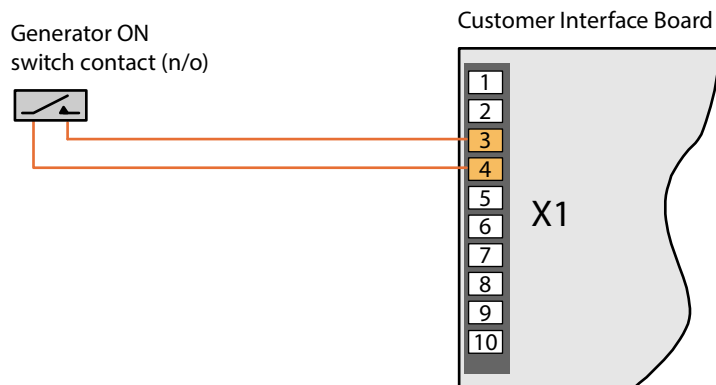 Generator ON
switch contact (n/o)
Customer Interface Board
1
2
3
4
5
6
7
8
9
10
X1